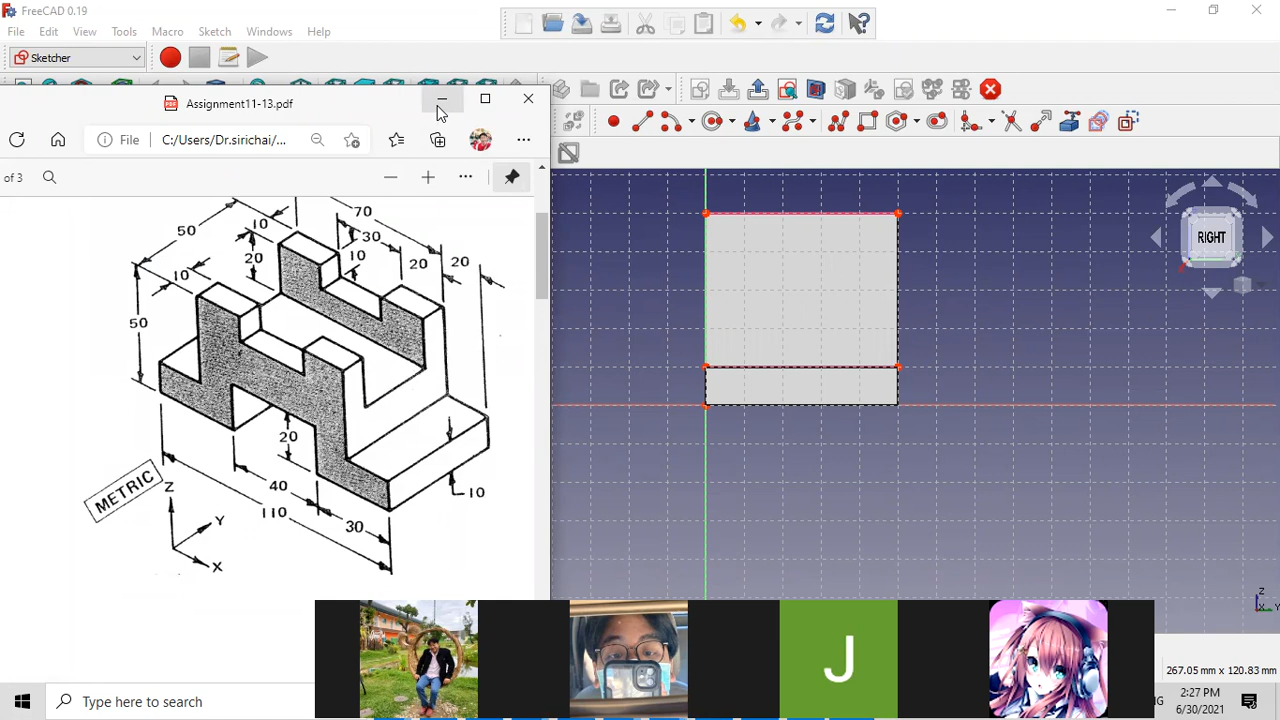 FreeCAD 0.19
File Edit View Tools Macro Sketch Windows Help
Sketcher
Assignment11-13.pdf
File C:/Users/Dr.sirichai/...
of 3
70
50
10
30
20
10
20
20
10
50
20
40
110
30
10
METRIC
Z
Y
X
RIGHT
Z
X Y
J
267.05 mm x 120.83 mm
Type here to search
2:27 PM
6/30/2021